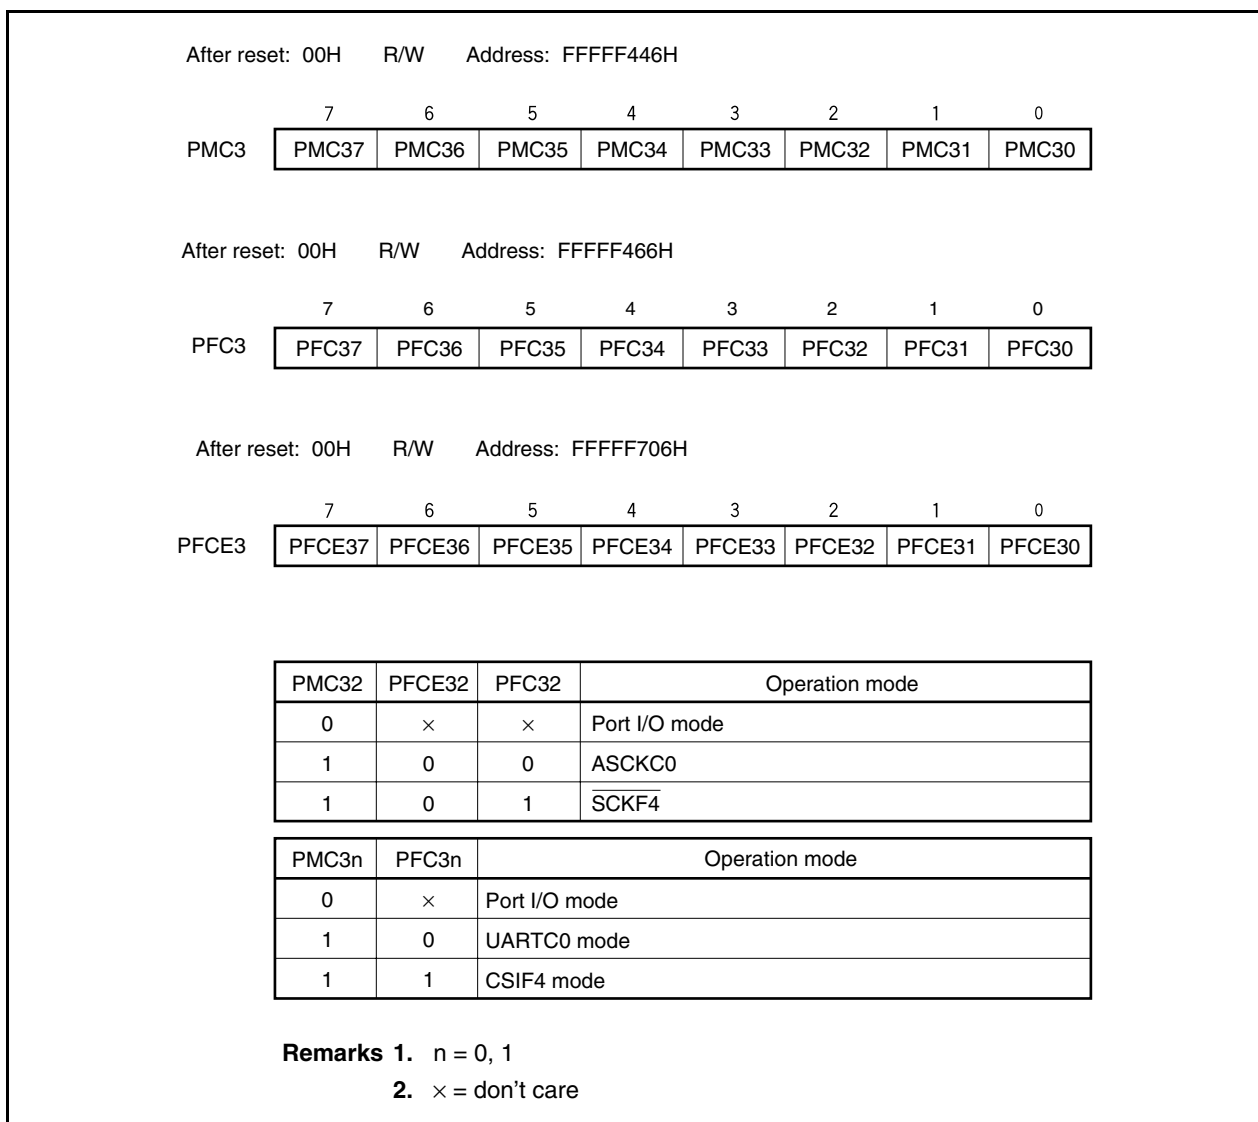 After reset: 00H R/W Address: FFFFF446H
7 6 5 4 3 2 1 0
PMC3 PMC37 PMC36 PMC35 PMC34 PMC33 PMC32 PMC31 PMC30
After reset: 00H R/W Address: FFFFF466H
7 6 5 4 3 2 1 0
PFC3 PFC37 PFC36 PFC35 PFC34 PFC33 PFC32 PFC31 PFC30
After reset: 00H R/W Address: FFFFF706H
7 6 5 4 3 2 1 0
PFCE3 PFCE37 PFCE36 PFCE35 PFCE34 PFCE33 PFCE32 PFCE31 PFCE30
PMC32 PFCE32 PFC32 Operation mode
0 × × Port I/O mode
1 0 0 ASCKC0
1 0 1 S̅C̅K̅F̅4̅
PMC3n PFC3n Operation mode
0 × Port I/O mode
1 0 UARTC0 mode
1 1 CSIF4 mode
Remarks 1. n = 0, 1
2. × = don't care